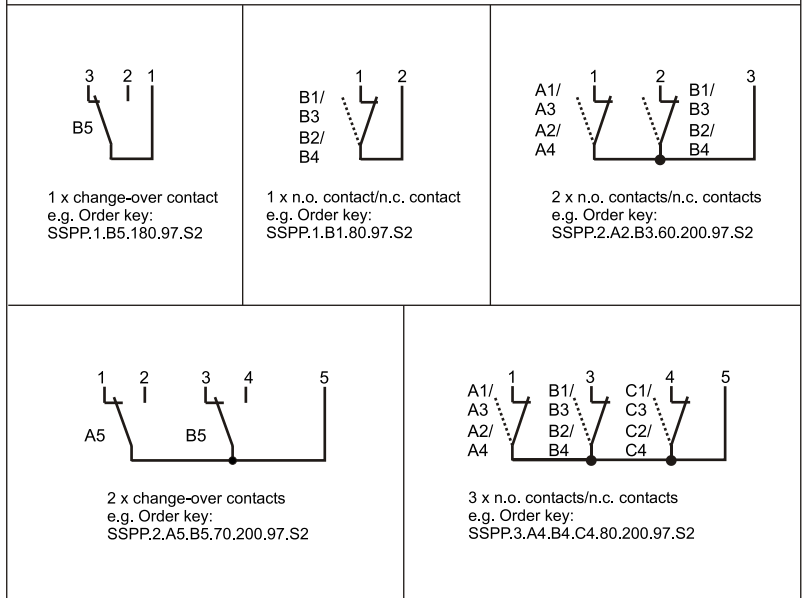 3 2 1
B5
1 x change-over contact
e.g. Order key:
SSPP.1.B5.180.97.S2
1 2
B1/
B3
B2/
B4
1 x n.o. contact/n.c. contact
e.g. Order key:
SSPP.1.B1.80.97.S2
1 2 3
A1/ B1/
A3 B3
A2/ B2/
A4 B4
2 x n.o. contacts/n.c. contacts
e.g. Order key:
SSPP.2.A2.B3.60.200.97.S2
1 2 3 4 5
A5 B5
2 x change-over contacts
e.g. Order key:
SSPP.2.A5.B5.70.200.97.S2
1 3 4 5
A1/ B1/ C1/
A3 B3 C3
A2/ B2/ C2/
A4 B4 C4
3 x n.o. contacts/n.c. contacts
e.g. Order key:
SSPP.3.A4.B4.C4.80.200.97.S2